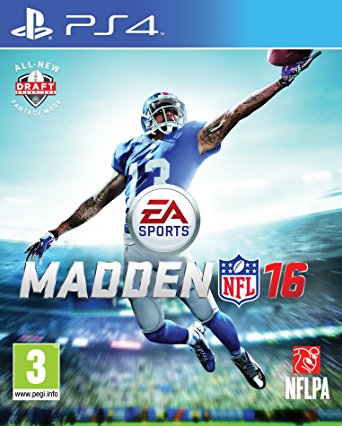 PS4
ALL-NEW
DRAFT
FANTASY MODE
13
EA
SPORTS
MADDEN NFL 16
3
www.pegi.info
NFLPA